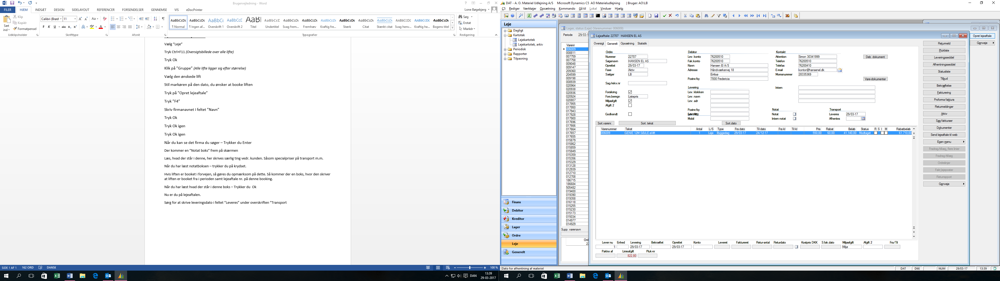 Brugervejledning - Word
FILER HJEM INDSÆT DESIGN SIDELAYOUT REFERENCER FORSENDELSER GENNEMSE VIS eDocPrinter
Lone Bøgebjerg
Sæt ind
Klip
Kopiér
Formatpensel
Calibri (Brød 11
AaBbCcDc AaBbCcDc AaBbCc AaBbCcD AaBl AaBbCcD AaBbCcDc AaBbCcDc AaBbCcDc AaBbCcDc AaBbCcDc AaBbCcDc AABBCCDC AABBCCDC AaBbCcDc
¶ Normal ¶ Ingen af... Overskrift 1 Overskrift 2 Titel Undertitel Svag frem... Fremhæv Kraftig fre... Stærk Citat Stærkt citat Svag henv... Kraftig he... Bogens titel
Søg
Erstat
Markér
Udklipsholder Skrifttype Afsnit Typografier Redigering
Vælg ”Leje”
Tryk Ctrl+F11 (Oversigtsbillede over alle lifte)
Tryk Ok
Klik på ”Gruppe” (Alle lifte ligger sig efter størrelse)
Vælg den ønskede lift
Stil markøren på den dato, du ønsker at booke liften
Tryk på ”Opret lejeaftale”
Tryk ”F4”
Skriv firmanavnet i feltet ”Navn”
Tryk Ok
Tryk Ok igen
Tryk Ok igen
Når du kan se det firma du søger – Trykker du Enter
Der kommer en ”Notat boks” frem på skærmen
Læs, hvad der står i denne, her skrives særlig ting vedr. kunden. Såsom specialpriser på transport m.m.
Når du har læst notatboksen – trykker du på krydset.
Hvis liften er booket i forvejen, så gøres du opmærksom på dette. Så kommer der en boks, hvor den skriver
at liften er booket fra i perioden samt lejeaftale nr. på denne booking.
Når du har læst hvad der står i denne boks – Trykker du Ok
Nu er du på lejeaftalen.
Sørg for at skrive leveringsdato i feltet ”Leveres” under overskriften ”Transport
SIDE 1 AF 1 162 ORD DANSK 100 %
DAN 13:39
29-03-2017
DAT - A. O. Materiel Udlejning A/S Microsoft Dynamics C5 AO Materieludlejning | Bruger: AO\LB
C5 Rediger Værktøjer Opsætning Kommando Gå til Lokal Vinduer Hjælp
Leje
Dagligt
Kartotek
Lejekartotek
Lejekartotek, arkiv
Periodisk
Rapporter
Tilpasning
Finans
Debitor
Kreditor
Lager
Ordre
Leje
Generelt
Lager, status (Leje) (Varenummer: 006009)
Periode 29/03-1
Varenr
006009
008811
007759
007758
009048
009147
209360
204599
009198
008939
020964
020938
020936
020924
020807
017955
017950
017943
017928
017900
017696
017666
017664
017657
017655
015879
015862
015859
015849
015359
015356
015329
013128
012939
012710
012708
186715
186684
505482
019400
019390
019358
016118
015255
015230
015173
015034
014977
014929
Supp. varenavn
Ord
22
Lejeaftale: 22707 HANSEN EL AS
Oversigt Generelt Opsætning Statistik
Ordre
Nummer 22707
Søgenavn HANSEN EL AS
Oprettet 29/03-17
Fase Aktiv
Sælger LB
Sag/rekv.nr
Forsikring
Fors.beregn Listepris
Miljøafgift
Afgift 2
Godkendt
Debitor
Lev. konto 76200510
Fak.konto 76200510
Navn Hansen El A/S
Adresse Håndværkervej 18
Erritsø
Postnr/by 7000 Fredericia
Levering
Lev. klokken
Lev. navn
Lev. adr
Postnr/by
Mobil
Kontakt
Attention Simon 30341999
Telefon 76200510
Telefax 76200410
E-mail kontor@hansenel.dk
Momsnummer 28335369
Intern
Deb. dokument
Vare-dokumenter
Notat
Notat
Intern notat
Transport
Leveres 29/03-17
Afhentes
Sort.varenr. Sort. tekst Sort.dato
Varenummer Tekst Antal L/S Type Fra dato Til dato Fra kl Til kl Pris Rabat Beløb Status R S I M Rabatbeløb
006009 GENIE 12M SØJLE el-lift 1 Leje Byggedag 29/03-17 24/12-17 550,00 60,00 41.140,00 Modtaget 61.710,00
Lever nu Enhed Levering Bekræftet Oprettet Konto Leveret Faktureret Retur-antal Returdato Kostpris DKK S.fak.dato Miljøafgift Afgift 2 Fra/Til
1 29/03-17 29/03-17 Miljø
Pakke af Linieafgift Pluk-nr
822,80
Returmeld
Plukliste
Leveringsseddel
Afhentningsseddel
Statusliste
Tilbud
Bekræftelse
Fakturering
Proforma faktura
Returmeldinger
Arkiv
Søg fakturaer
Dokumenter
Send lejeaftale til web
Egen menu
Fradrag/tillæg, flere linier
Fradrag/tillæg
Ordrelinjer
Fakt.lejeposter
Returrapport
Genveje
Opret lejeaftale
Genveje
Dato for afhentning af materiel
DAT DKK NUM 29/03-17 13:39